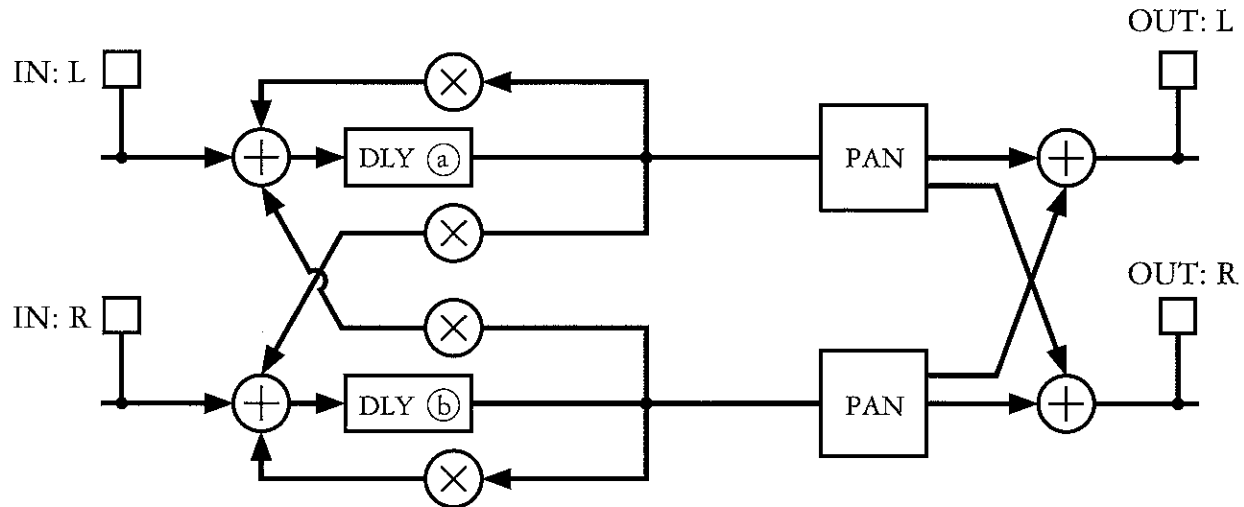 OUT: L
IN: L
DLY ⓐ
PAN
OUT: R
IN: R
DLY ⓑ
PAN